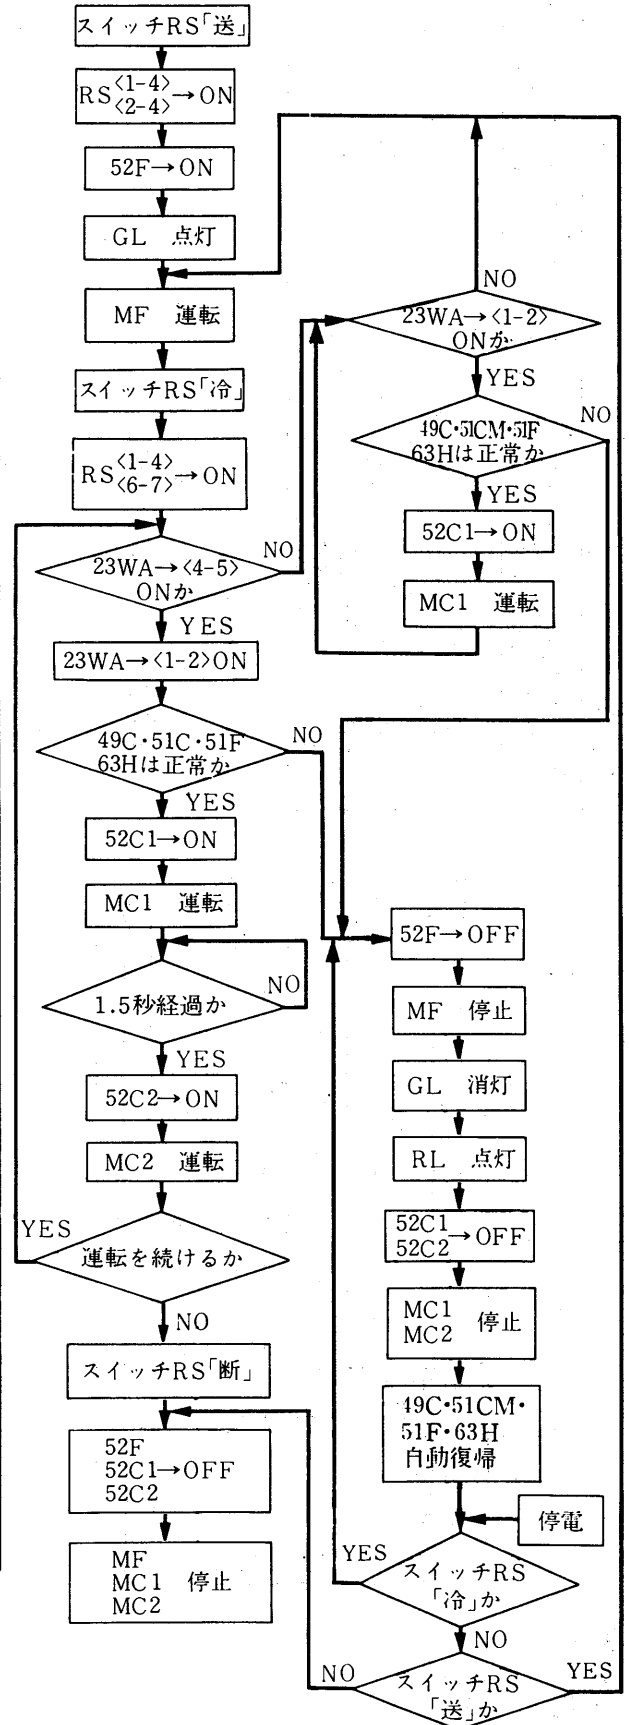 スイッチRS「送」
RS<1-4>
<2-4>→ON
52F→ON
GL 点灯
MF 運転
スイッチRS「冷」
RS<1-4>
<6-7>→ON
23WA→<4-5>
ONか
NO
YES
23WA→<1-2>ON
49C・51C・51F
63Hは正常か
NO
YES
52C1→ON
MC1 運転
1.5秒経過か
NO
YES
52C2→ON
MC2 運転
運転を続けるか
YES
NO
スイッチRS「断」
52F
52C1→OFF
52C2
MF
MC1 停止
MC2
NO
23WA→<1-2>
ONか
YES
49C・51CM・51F
63Hは正常か
NO
YES
52C1→ON
MC1 運転
52F→OFF
MF 停止
GL 消灯
RL 点灯
52C1
52C2→OFF
MC1
MC2 停止
49C・51CM・
51F・63H
自動復帰
停電
スイッチRS
「冷」か
YES
NO
スイッチRS
「送」か
NO
YES